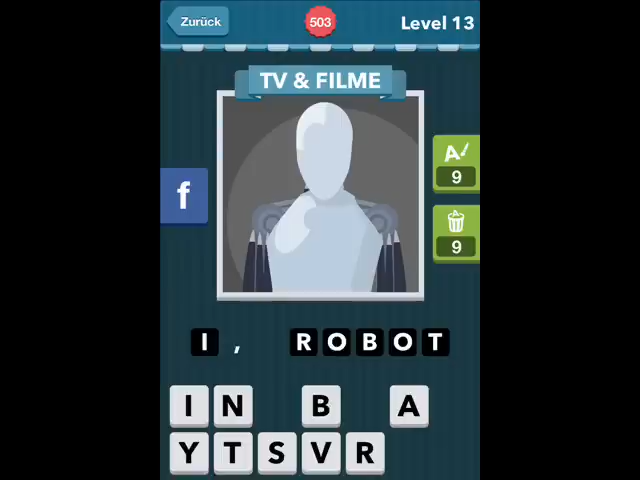 Zurück 503 Level 13
TV & FILME
A 9
f
9
I, ROBOT
I N B A
Y T S V R